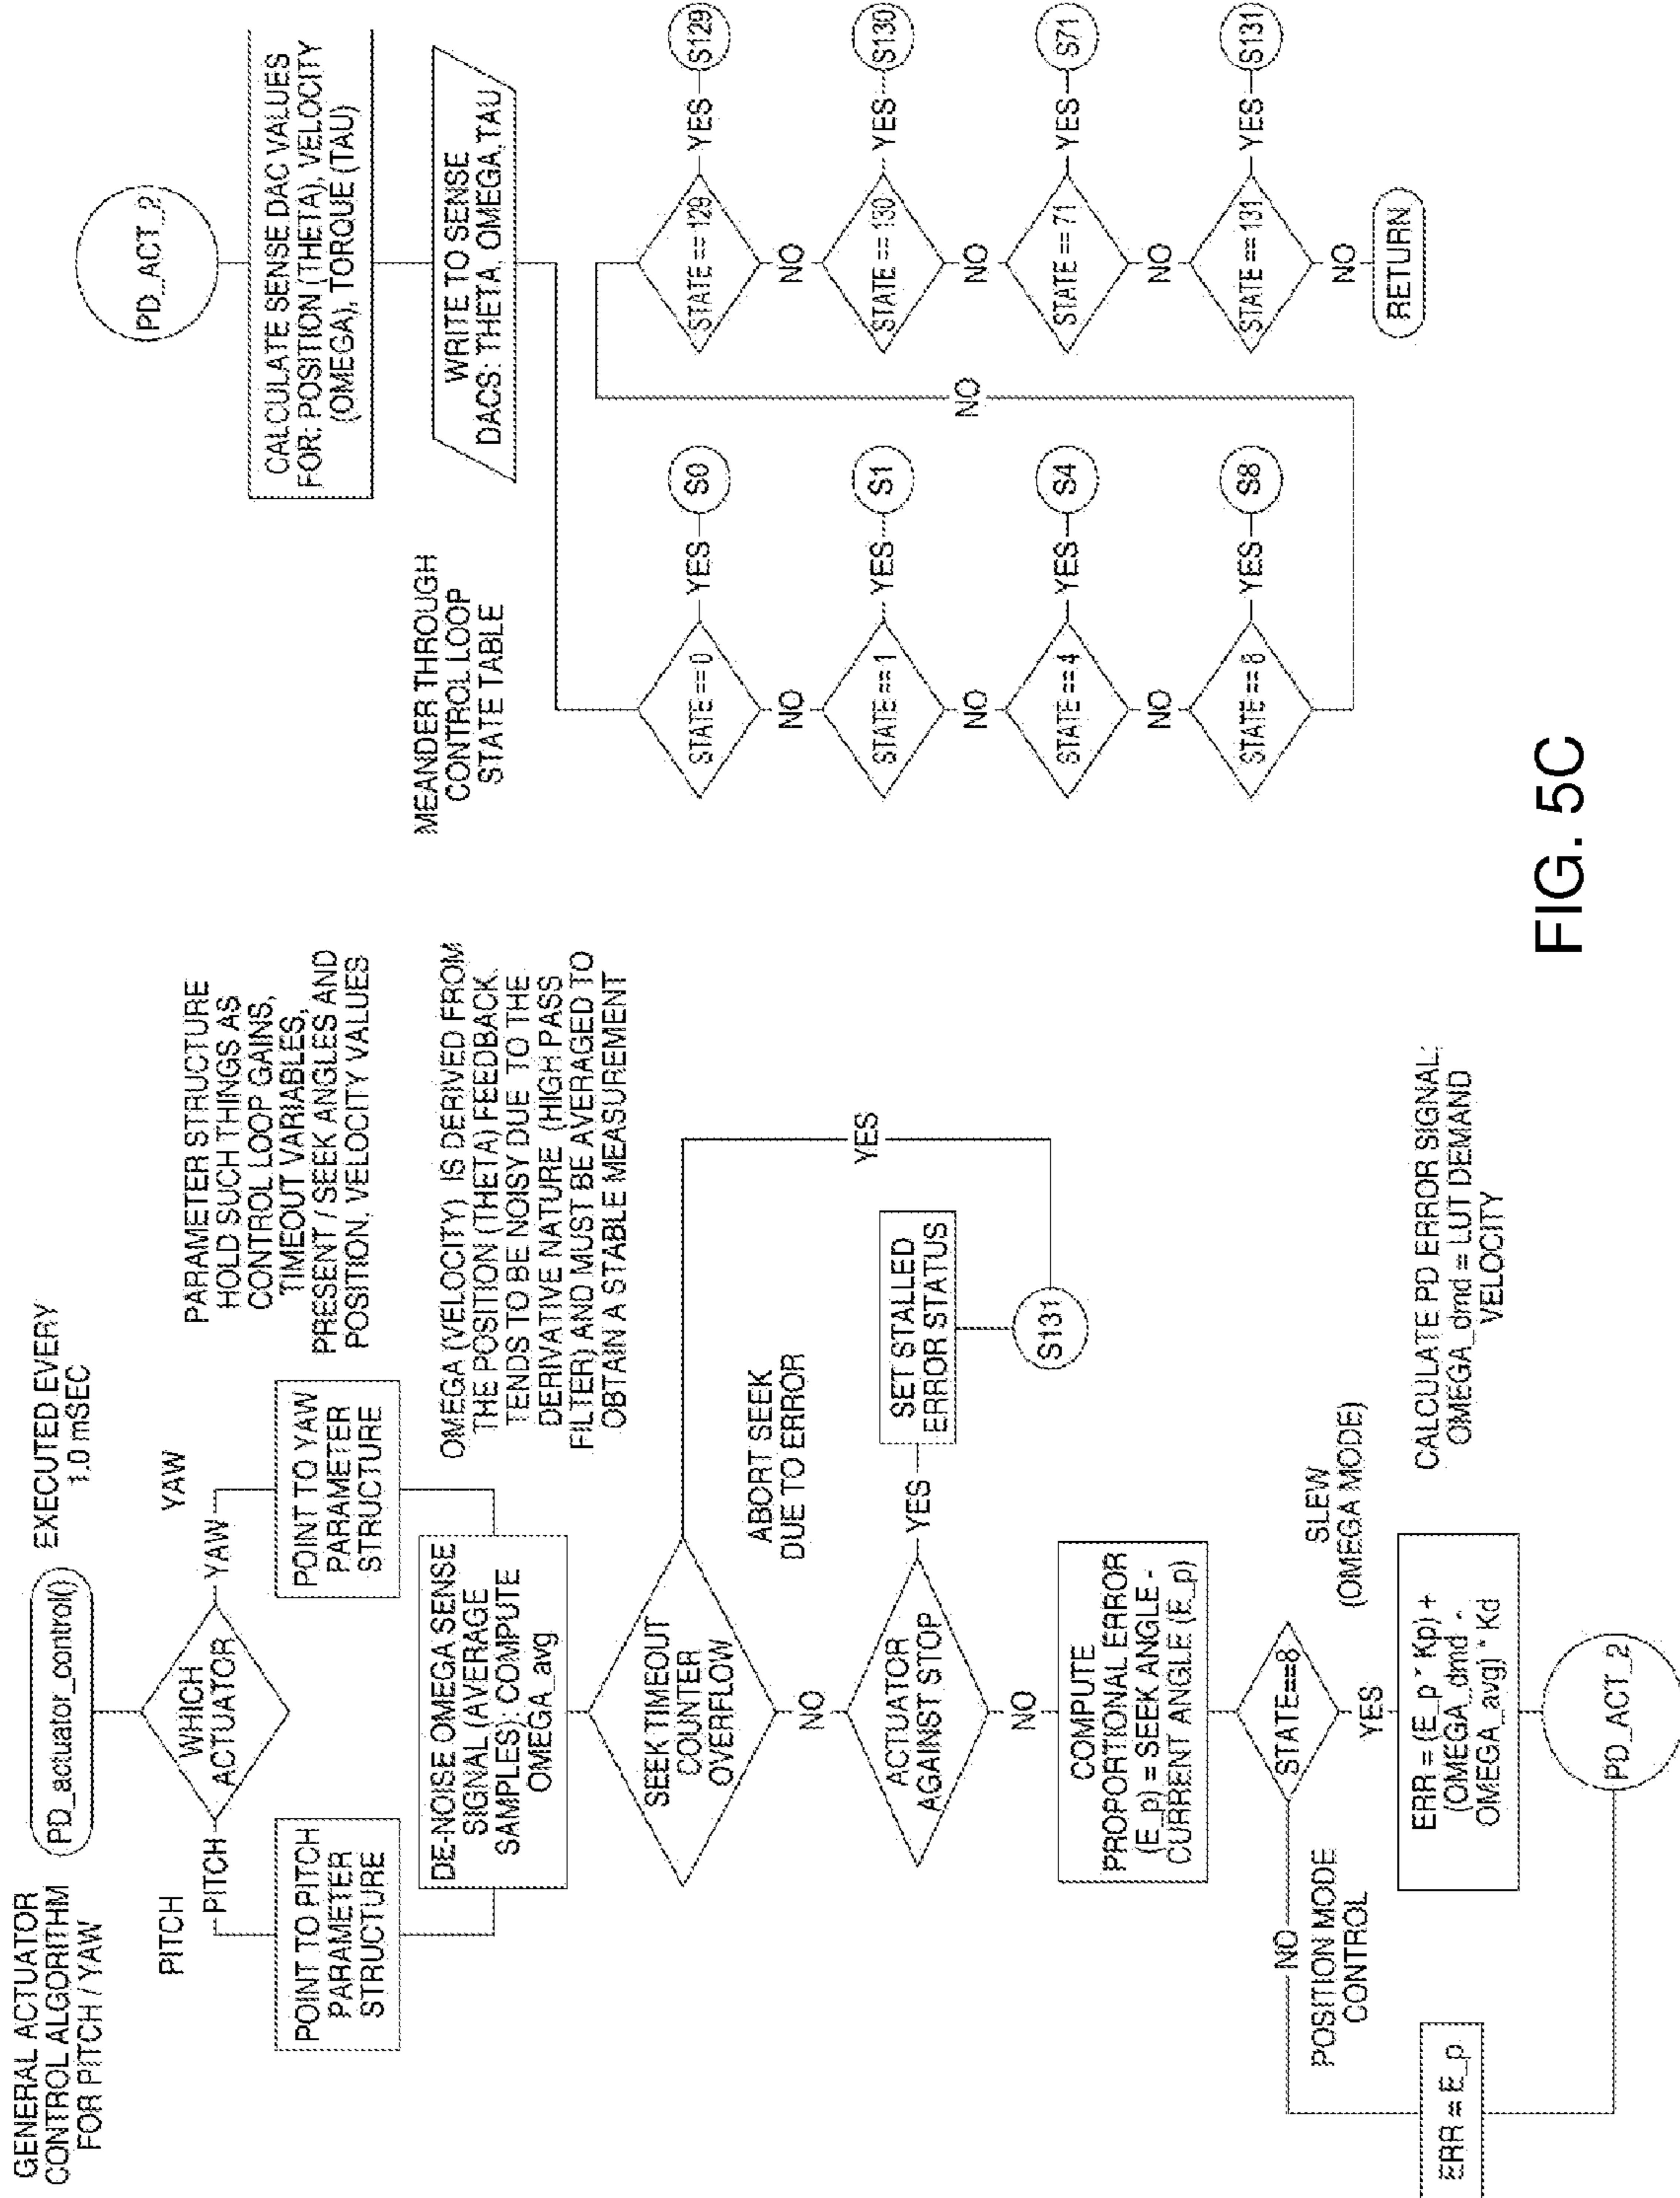 GENERAL ACTUATOR
CONTROL ALGORITHM
FOR PITCH / YAW
PD_actuator_control()
EXECUTED EVERY
1.0 mSEC
PITCH
YAW
WHICH
ACTUATOR
PITCH
YAW
POINT TO PITCH
PARAMETER
STRUCTURE
POINT TO YAW
PARAMETER
STRUCTURE
PARAMETER STRUCTURE
HOLD SUCH THINGS AS
CONTROL LOOP GAINS,
TIMEOUT VARIABLES,
PRESENT / SEEK ANGLES AND
POSITION, VELOCITY VALUES
DE-NOISE OMEGA SENSE
SIGNAL (AVERAGE
SAMPLES): COMPUTE
OMEGA_avg
OMEGA (VELOCITY) IS DERIVED FROM
THE POSITION (THETA) FEEDBACK.
TENDS TO BE NOISY DUE TO THE
DERIVATIVE NATURE (HIGH PASS
FILTER) AND MUST BE AVERAGED TO
OBTAIN A STABLE MEASUREMENT
SEEK TIMEOUT
COUNTER
OVERFLOW
YES
NO
ABORT SEEK
DUE TO ERROR
ACTUATOR
AGAINST STOP
YES
SET STALLED
ERROR STATUS
S131
NO
COMPUTE
PROPORTIONAL ERROR
(E_p) = SEEK ANGLE -
CURRENT ANGLE (E_p)
STATE==8
NO
POSITION MODE
CONTROL
YES
SLEW
(OMEGA MODE)
ERR = E_p
ERR = (E_p * Kp) +
(OMEGA_dmd -
OMEGA_avg) * Kd
CALCULATE PD ERROR SIGNAL:
OMEGA_dmd = LUT DEMAND
VELOCITY
PD_ACT_2
PD_ACT_2
CALCULATE SENSE DAC VALUES
FOR: POSITION (THETA), VELOCITY
(OMEGA), TORQUE (TAU)
WRITE TO SENSE
DACS: THETA, OMEGA,TAU
MEANDER THROUGH
CONTROL LOOP
STATE TABLE
STATE == 0
YES
S0
NO
STATE == 1
YES
S1
NO
STATE == 4
YES
S4
NO
STATE == 8
YES
S8
NO
STATE == 129
YES
S129
NO
STATE == 130
YES
S130
NO
STATE == 71
YES
S71
NO
STATE == 131
YES
S131
NO
RETURN
FIG. 5C